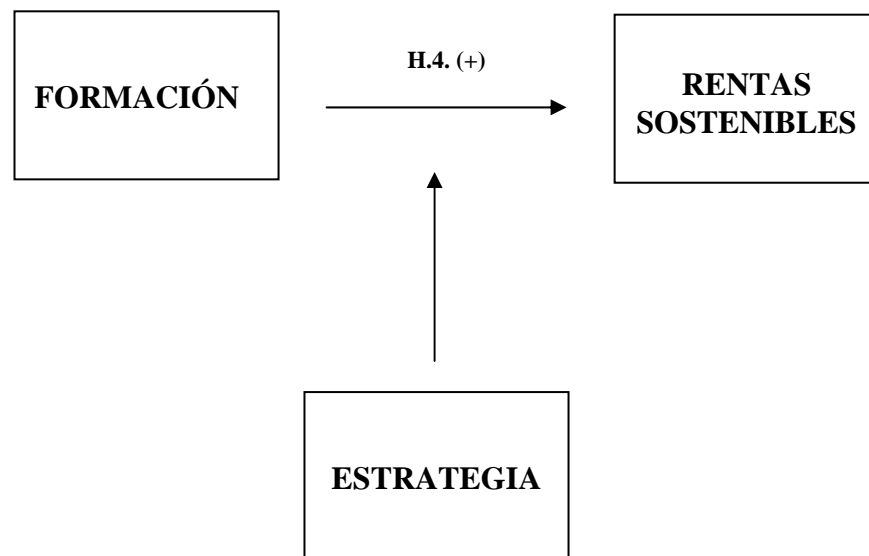 H.4. (+)
FORMACIÓN
RENTAS
SOSTENIBLES
ESTRATEGIA